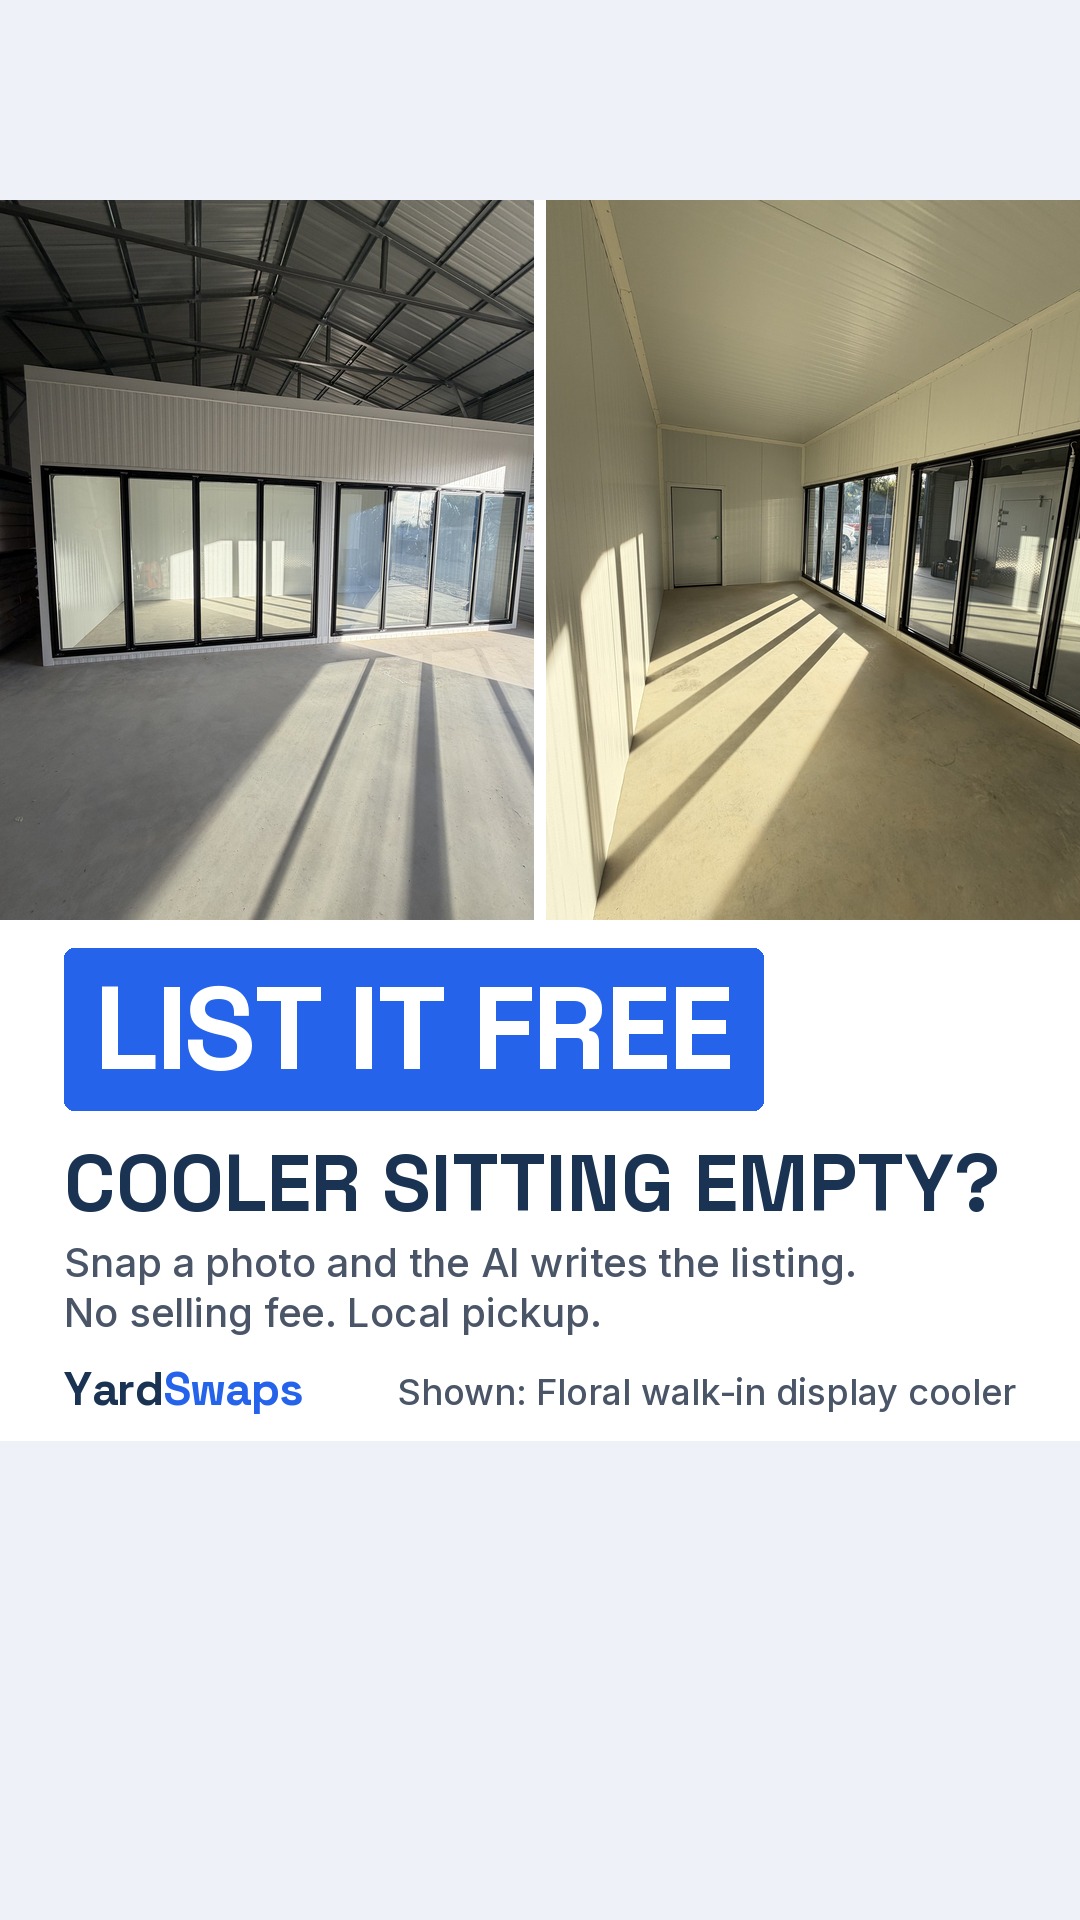 LIST IT FREE
COOLER SITTING EMPTY?
Snap a photo and the AI writes the listing.
No selling fee. Local pickup.
YardSwaps
Shown: Floral walk-in display cooler